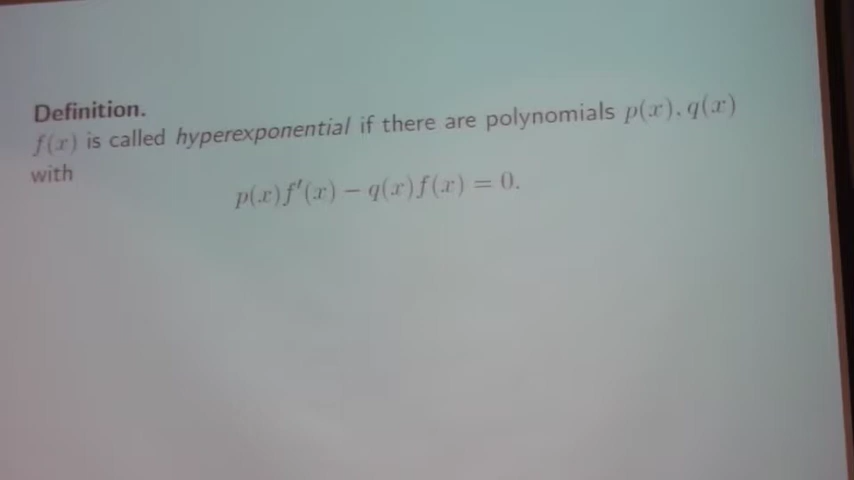 Definition.
f(x) is called hyperexponential if there are polynomials p(x), q(x)
with
p(x)f′(x) − q(x)f(x) = 0.